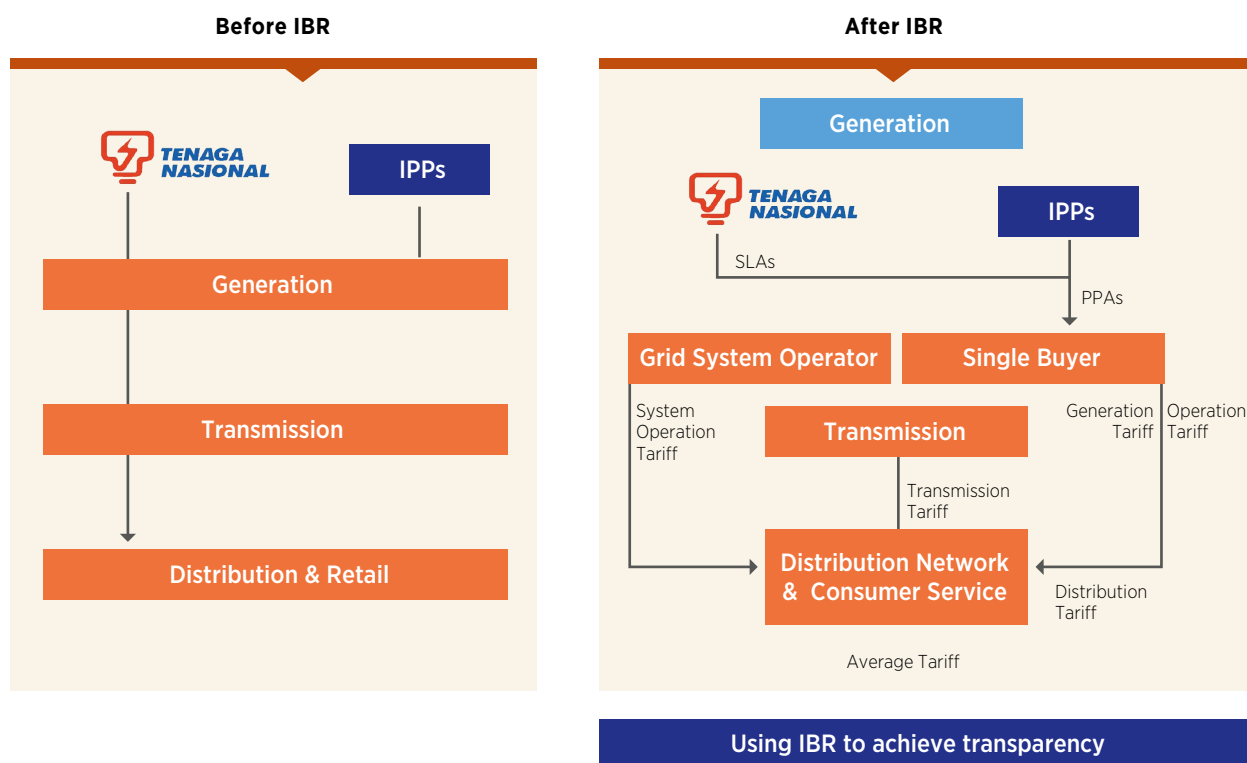 Before IBR
TENAGA
NASIONAL
IPPs
Generation
Transmission
Distribution & Retail
After IBR
Generation
TENAGA
NASIONAL
IPPs
SLAs
PPAs
Grid System Operator
Single Buyer
System
Operation
Tariff
Transmission
Generation
Tariff
Operation
Tariff
Transmission
Tariff
Distribution Network
& Consumer Service
Distribution
Tariff
Average Tariff
Using IBR to achieve transparency